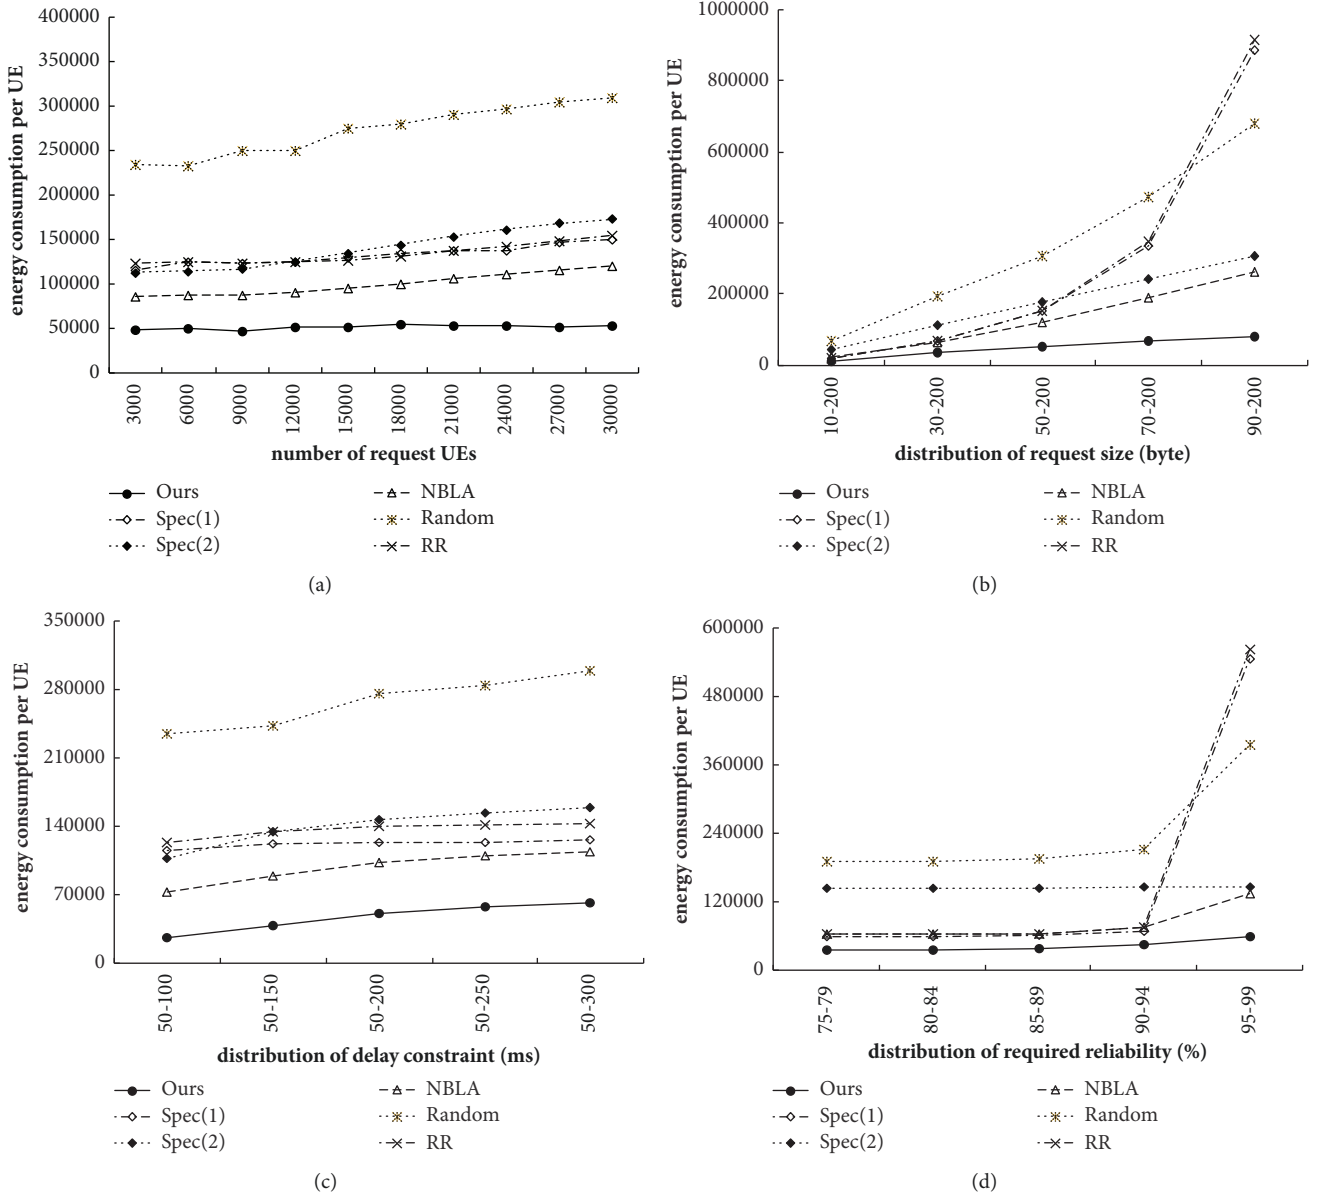 energy consumption per UE
400000
350000
300000
250000
200000
150000
100000
50000
0
3000 6000 9000 12000 15000 18000 21000 24000 27000 30000
number of request UEs
Ours NBLA
Spec(1) Random
Spec(2) RR
(a)
energy consumption per UE
1000000
800000
600000
400000
200000
0
10-200 30-200 50-200 70-200 90-200
distribution of request size (byte)
Ours NBLA
Spec(1) Random
Spec(2) RR
(b)
energy consumption per UE
350000
280000
210000
140000
70000
0
50-100 50-150 50-200 50-250 50-300
distribution of delay constraint (ms)
Ours NBLA
Spec(1) Random
Spec(2) RR
(c)
energy consumption per UE
600000
480000
360000
240000
120000
0
75-79 80-84 85-89 90-94 95-99
distribution of required reliability (%)
Ours NBLA
Spec(1) Random
Spec(2) RR
(d)